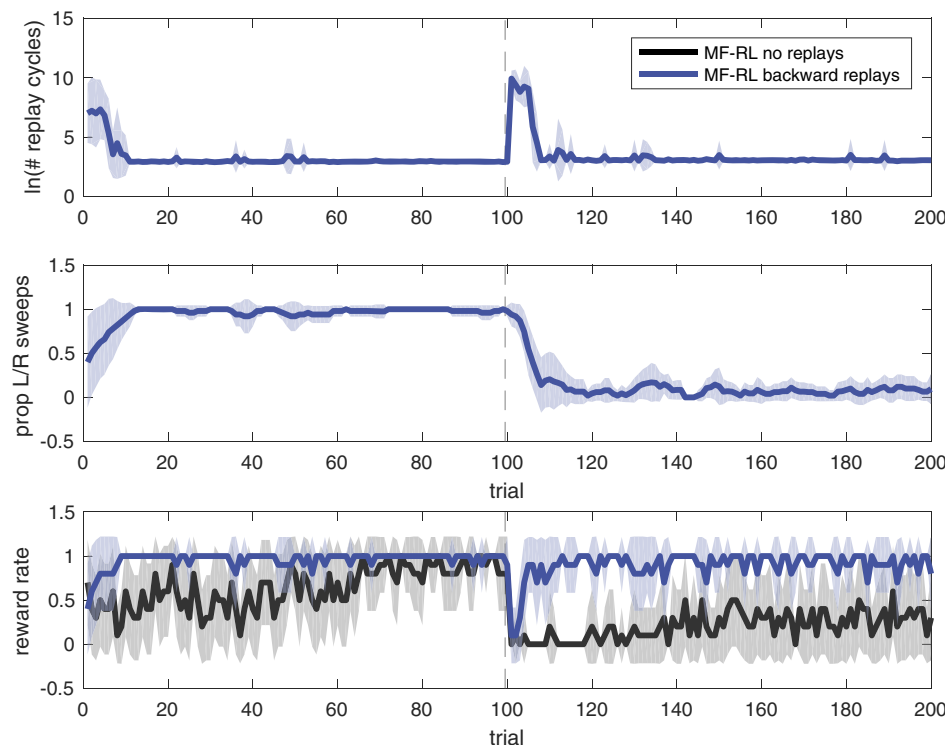 15
10
5
0
ln(# replay cycles)
MF-RL no replays
MF-RL backward replays
0 20 40 60 80 100 120 140 160 180 200
1.5
1
0.5
0
-0.5
prop L/R sweeps
0 20 40 60 80 100 120 140 160 180 200
trial
1.5
1
0.5
0
-0.5
reward rate
0 20 40 60 80 100 120 140 160 180 200
trial